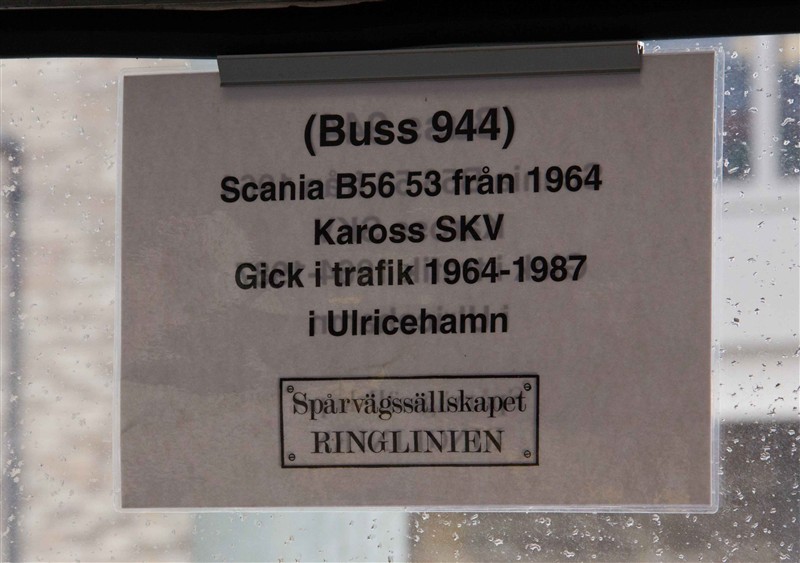 (Buss 944)
Scania B56 53 från 1964
Kaross SKV
Gick i trafik 1964-1987
i Ulricehamn
Spårvägssällskapet
RINGLINIEN